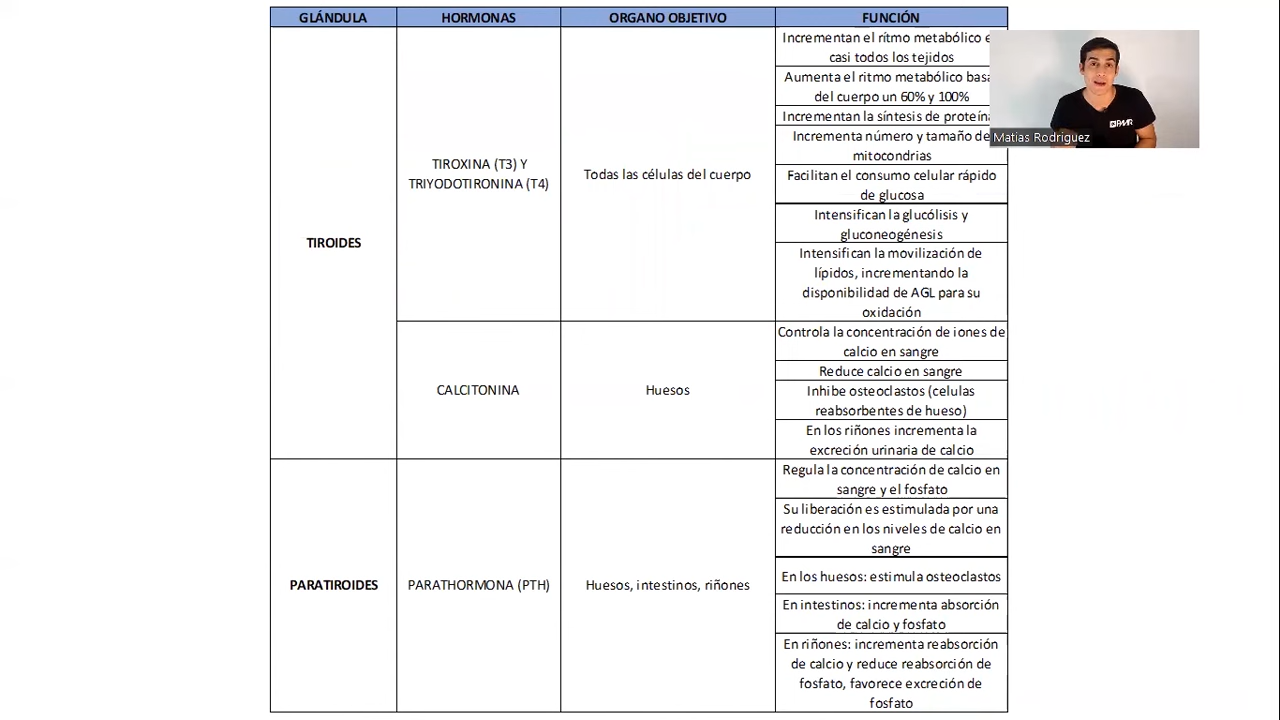 GLÁNDULA
HORMONAS
ORGANO OBJETIVO
FUNCIÓN
TIROIDES
TIROXINA (T3) Y
TRIYODOTIRONINA (T4)
Todas las células del cuerpo
Incrementan el rítmo metabólico
casi todos los tejidos
Aumenta el ritmo metabólico
del cuerpo un 60% y 100%
Incrementan la síntesis de
Incrementa número y tamaño de
mitocondrias
Facilitan el consumo celular rápido
de glucosa
Intensifican la glucólisis y
gluconeogénesis
Intensifican la movilización de
lípidos, incrementando la
disponibilidad de AGL para su
oxidación
CALCITONINA
Huesos
Controla la concentración de iones de
calcio en sangre
Reduce calcio en sangre
Inhibe osteoclastos (celulas
reabsorbentes de hueso)
En los riñones incrementa la
excreción urinaria de calcio
PARATIROIDES
PARATHORMONA (PTH)
Huesos, intestinos, riñones
Regula la concentración de calcio en
sangre y el fosfato
Su liberación es estimulada por una
reducción en los niveles de calcio en
sangre
En los huesos: estimula osteoclastos
En intestinos: incrementa absorción
de calcio y fosfato
En riñones: incrementa reabsorción
de calcio y reduce reabsorción de
fosfato, favorece excreción de
fosfato
Matias Rodriguez